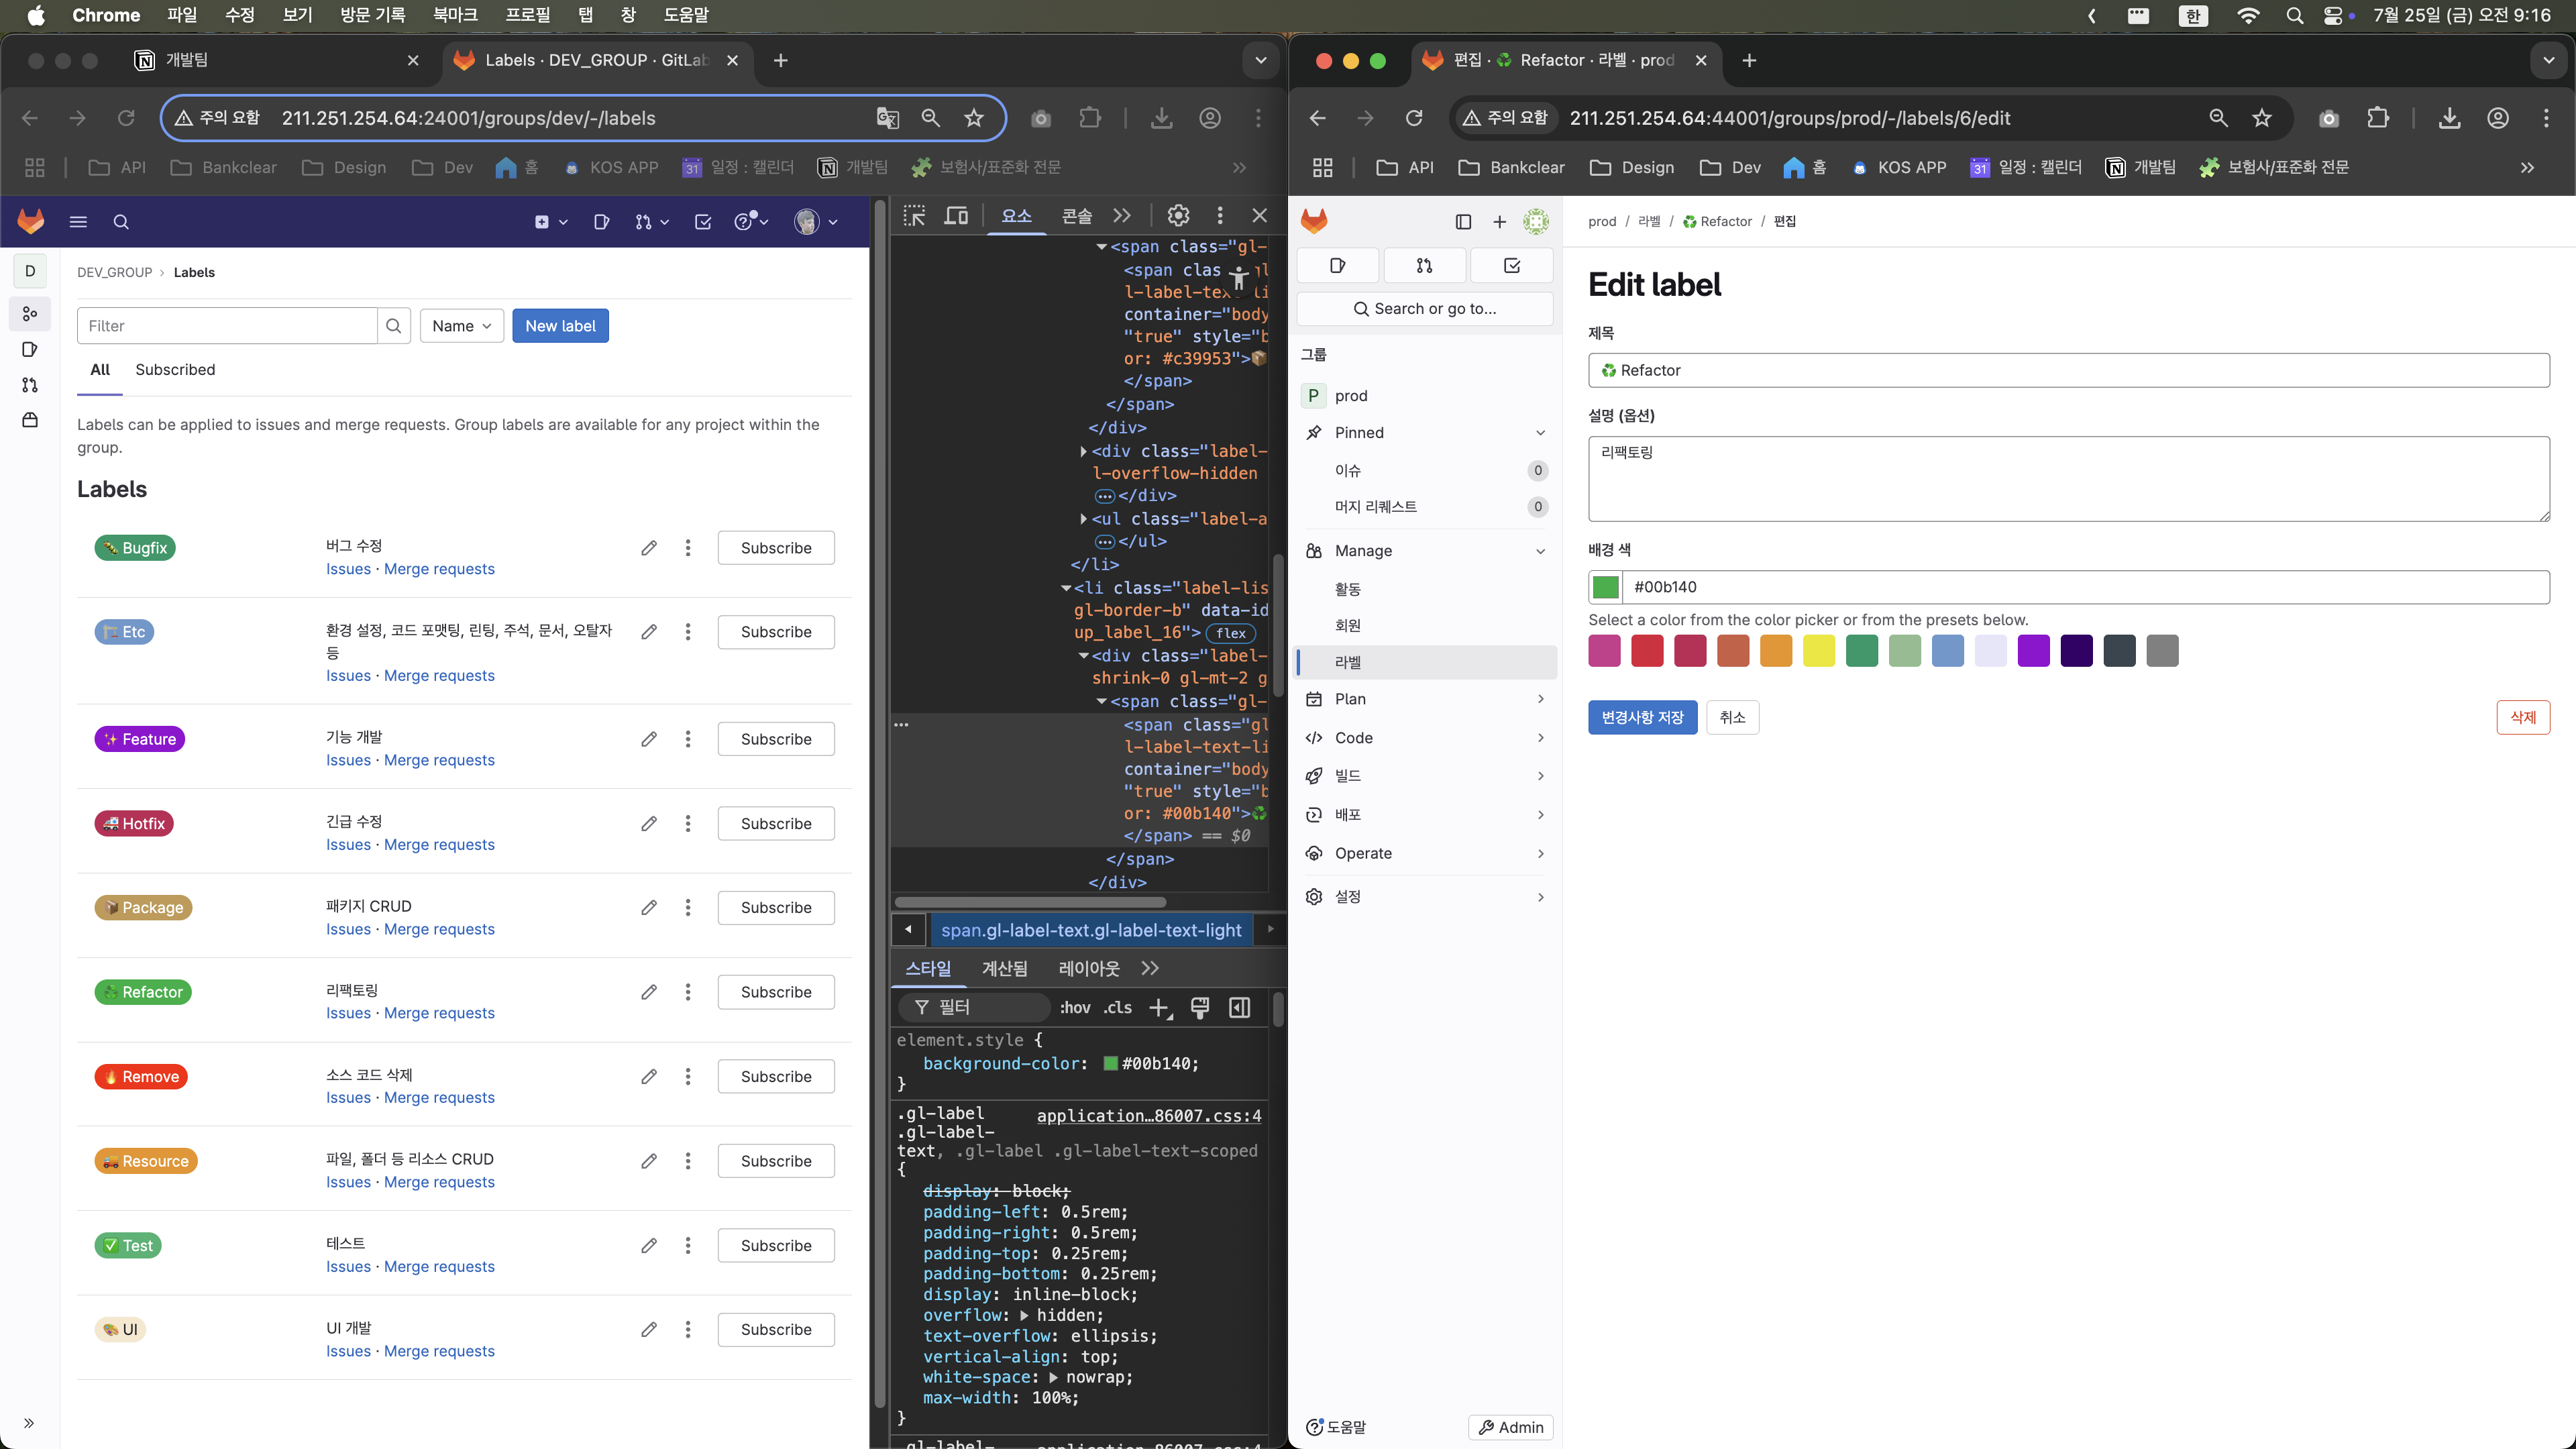 Chrome 파일 수정 보기 방문 기록 북마크 프로필 탭 창 도움말
한 7월 25일 (금) 오전 9:16
개발팀
Labels · DEV_GROUP · GitLab
주의 요함 211.251.254.64:24001/groups/dev/-/labels
API Bankclear Design Dev 홈 KOS APP 31 일정 : 캘린더 개발팀 보험사/표준화 전문
D
DEV_GROUP › Labels
Filter
Name
New label
All Subscribed
Labels can be applied to issues and merge requests. Group labels are available for any project within the
group.
Labels
Bugfix 버그 수정 Subscribe
Issues · Merge requests
Etc 환경 설정, 코드 포맷팅, 린팅, 주석, 문서, 오탈자 Subscribe
등
Issues · Merge requests
Feature 기능 개발 Subscribe
Issues · Merge requests
Hotfix 긴급 수정 Subscribe
Issues · Merge requests
Package 패키지 CRUD Subscribe
Issues · Merge requests
Refactor 리팩토링 Subscribe
Issues · Merge requests
Remove 소스 코드 삭제 Subscribe
Issues · Merge requests
Resource 파일, 폴더 등 리소스 CRUD Subscribe
Issues · Merge requests
Test 테스트 Subscribe
Issues · Merge requests
UI UI 개발 Subscribe
Issues · Merge requests
요소 콘솔
<span class="gl-
<span clas
l-label-tex
container="body
"true" style="b
or: #c39953">📦
</span>
</span>
</div>
<div class="label-
l-overflow-hidden
</div>
<ul class="label-a
</ul>
</li>
<li class="label-lis
gl-border-b" data-id
up_label_16"> flex
<div class="label-
shrink-0 gl-mt-2 g
<span class="gl-
<span class="gl
l-label-text-li
container="body
"true" style="b
or: #00b140">♻
</span> == $0
</span>
</div>
span.gl-label-text.gl-label-text-light
스타일 계산됨 레이아웃
필터 :hov .cls
element.style {
background-color: #00b140;
}
.gl-label application…86007.css:4
.gl-label-
text, .gl-label .gl-label-text-scoped
{
display: block;
padding-left: 0.5rem;
padding-right: 0.5rem;
padding-top: 0.25rem;
padding-bottom: 0.25rem;
display: inline-block;
overflow: hidden;
text-overflow: ellipsis;
vertical-align: top;
white-space: nowrap;
max-width: 100%;
}
편집 · ♻ Refactor · 라벨 · prod
주의 요함 211.251.254.64:44001/groups/prod/-/labels/6/edit
API Bankclear Design Dev 홈 KOS APP 31 일정 : 캘린더 개발팀 보험사/표준화 전문
Search or go to...
그룹
P prod
Pinned
이슈 0
머지 리퀘스트 0
Manage
활동
회원
라벨
Plan
Code
빌드
배포
Operate
설정
도움말 Admin
prod / 라벨 / ♻ Refactor / 편집
Edit label
제목
♻ Refactor
설명 (옵션)
리팩토링
배경 색
#00b140
Select a color from the color picker or from the presets below.
변경사항 저장 취소 삭제